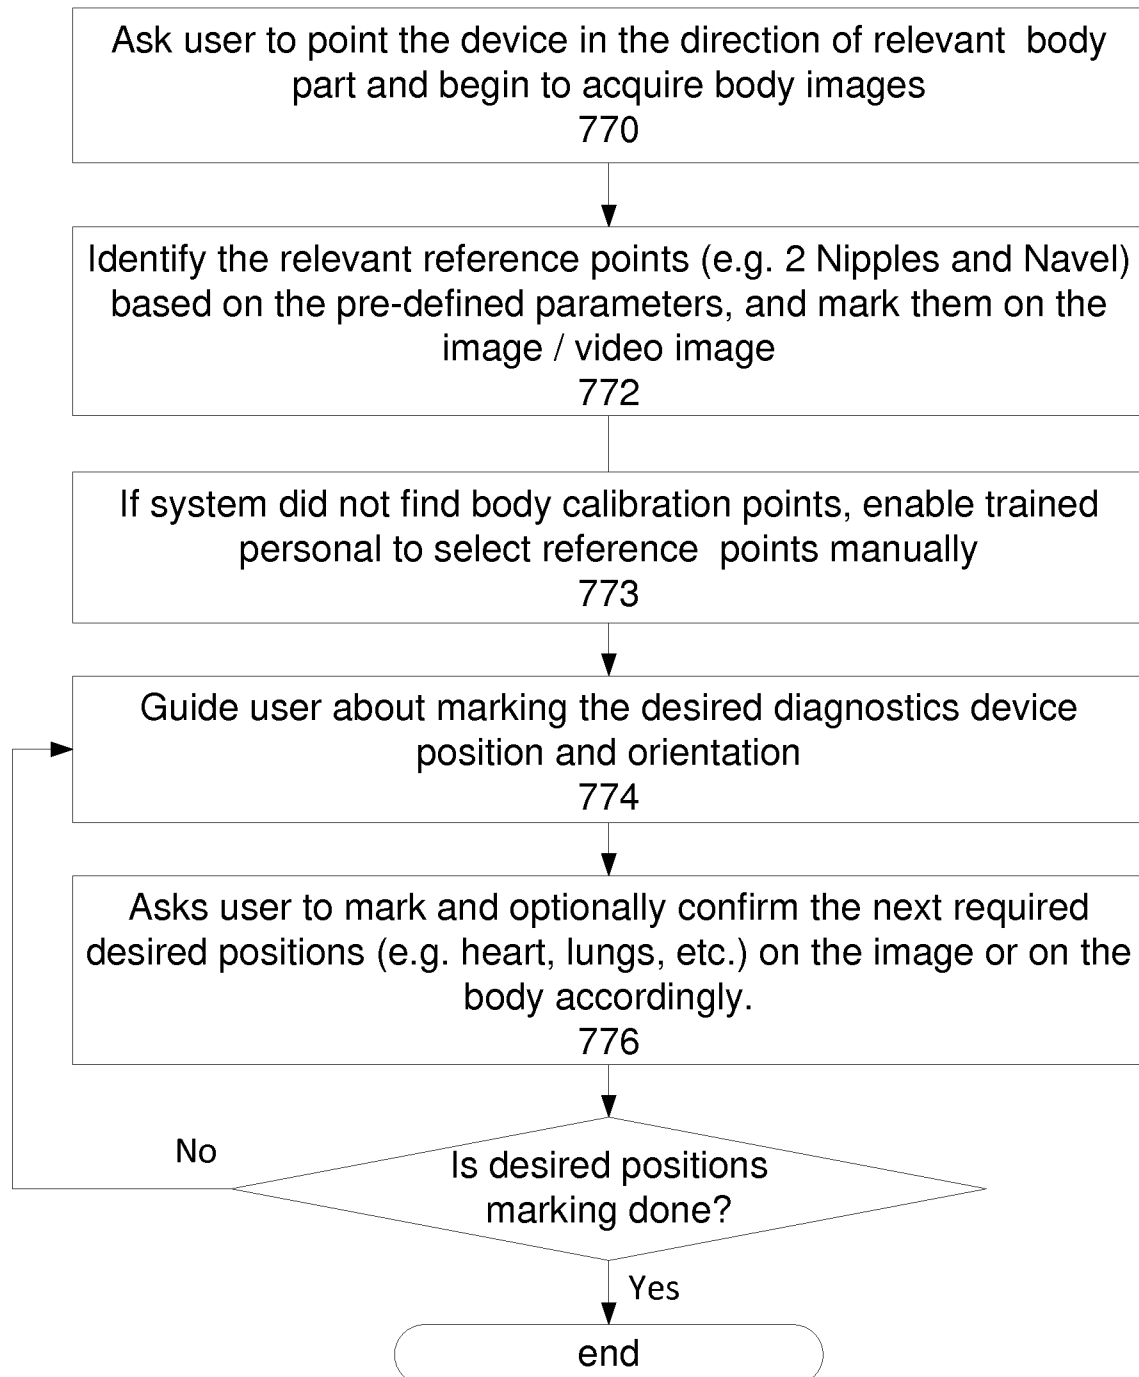 Ask user to point the device in the direction of relevant  body
part and begin to acquire body images
770
Identify the relevant reference points (e.g. 2 Nipples and Navel)
based on the pre-defined parameters, and mark them on the
image / video image
772
If system did not find body calibration points, enable trained
personal to select reference  points manually
773
Guide user about marking the desired diagnostics device
position and orientation
774
Asks user to mark and optionally confirm the next required
desired positions (e.g. heart, lungs, etc.) on the image or on the
body accordingly.
776
No
Is desired positions
marking done?
Yes
end